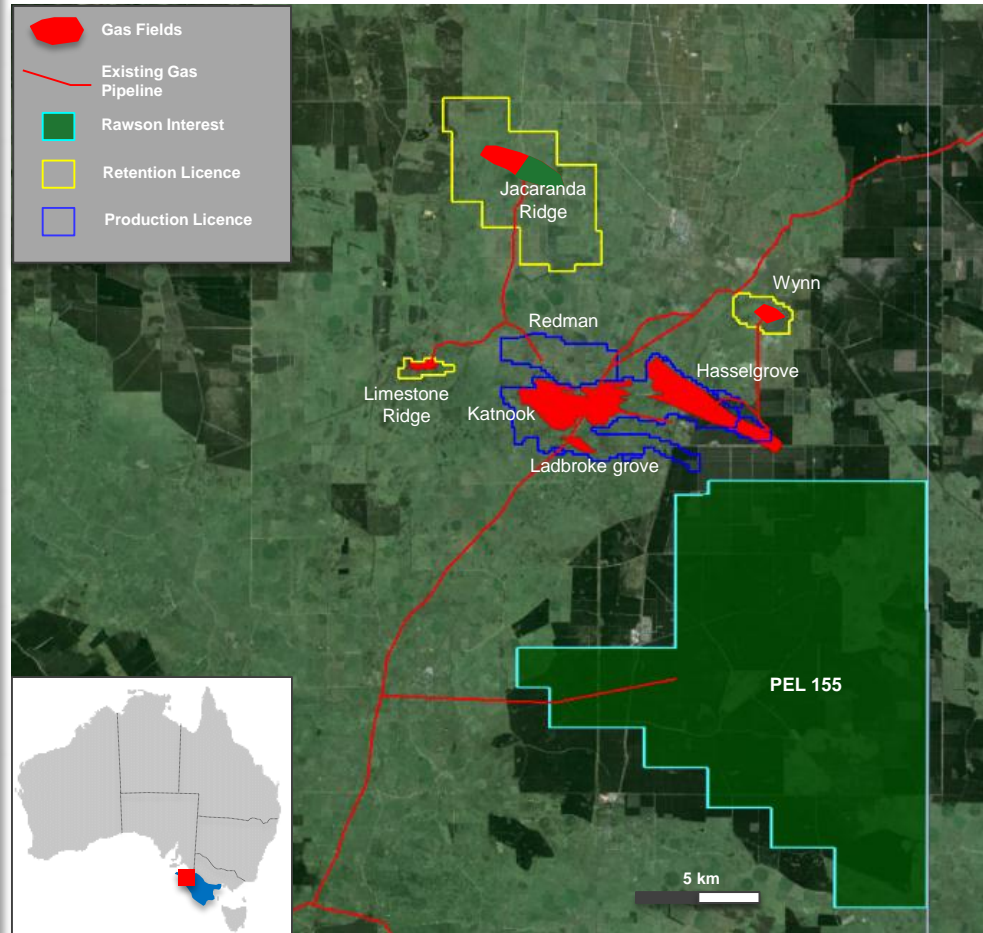 Gas Fields
Existing Gas
Pipeline
Rawson Interest
Retention Licence
Production Licence
Jacaranda
Ridge
Wynn
Redman
Hasselgrove
Limestone
Ridge
Katnook
Ladbroke grove
PEL 155
5 km